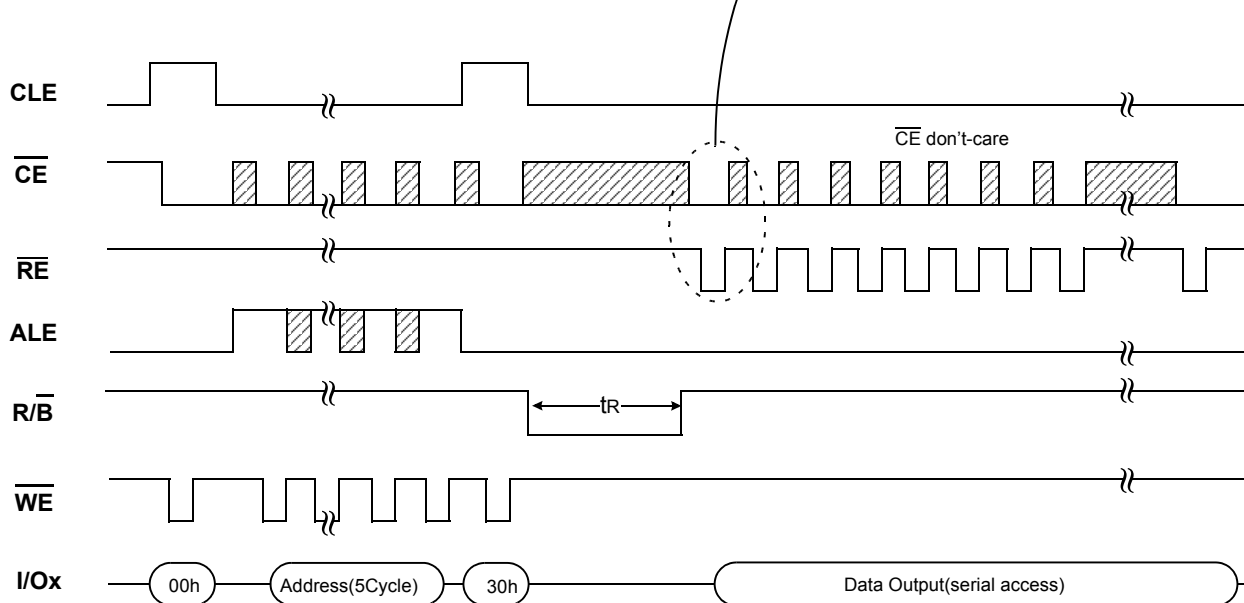 CLE
CE
CE don't-care
RE
ALE
R/B
tR
WE
I/Ox
00h
Address(5Cycle)
30h
Data Output(serial access)